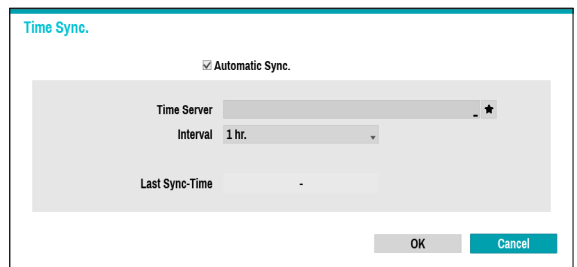 Time Sync.
Automatic Sync.
Time Server
Interval 1 hr.
Last Sync-Time -
OK Cancel